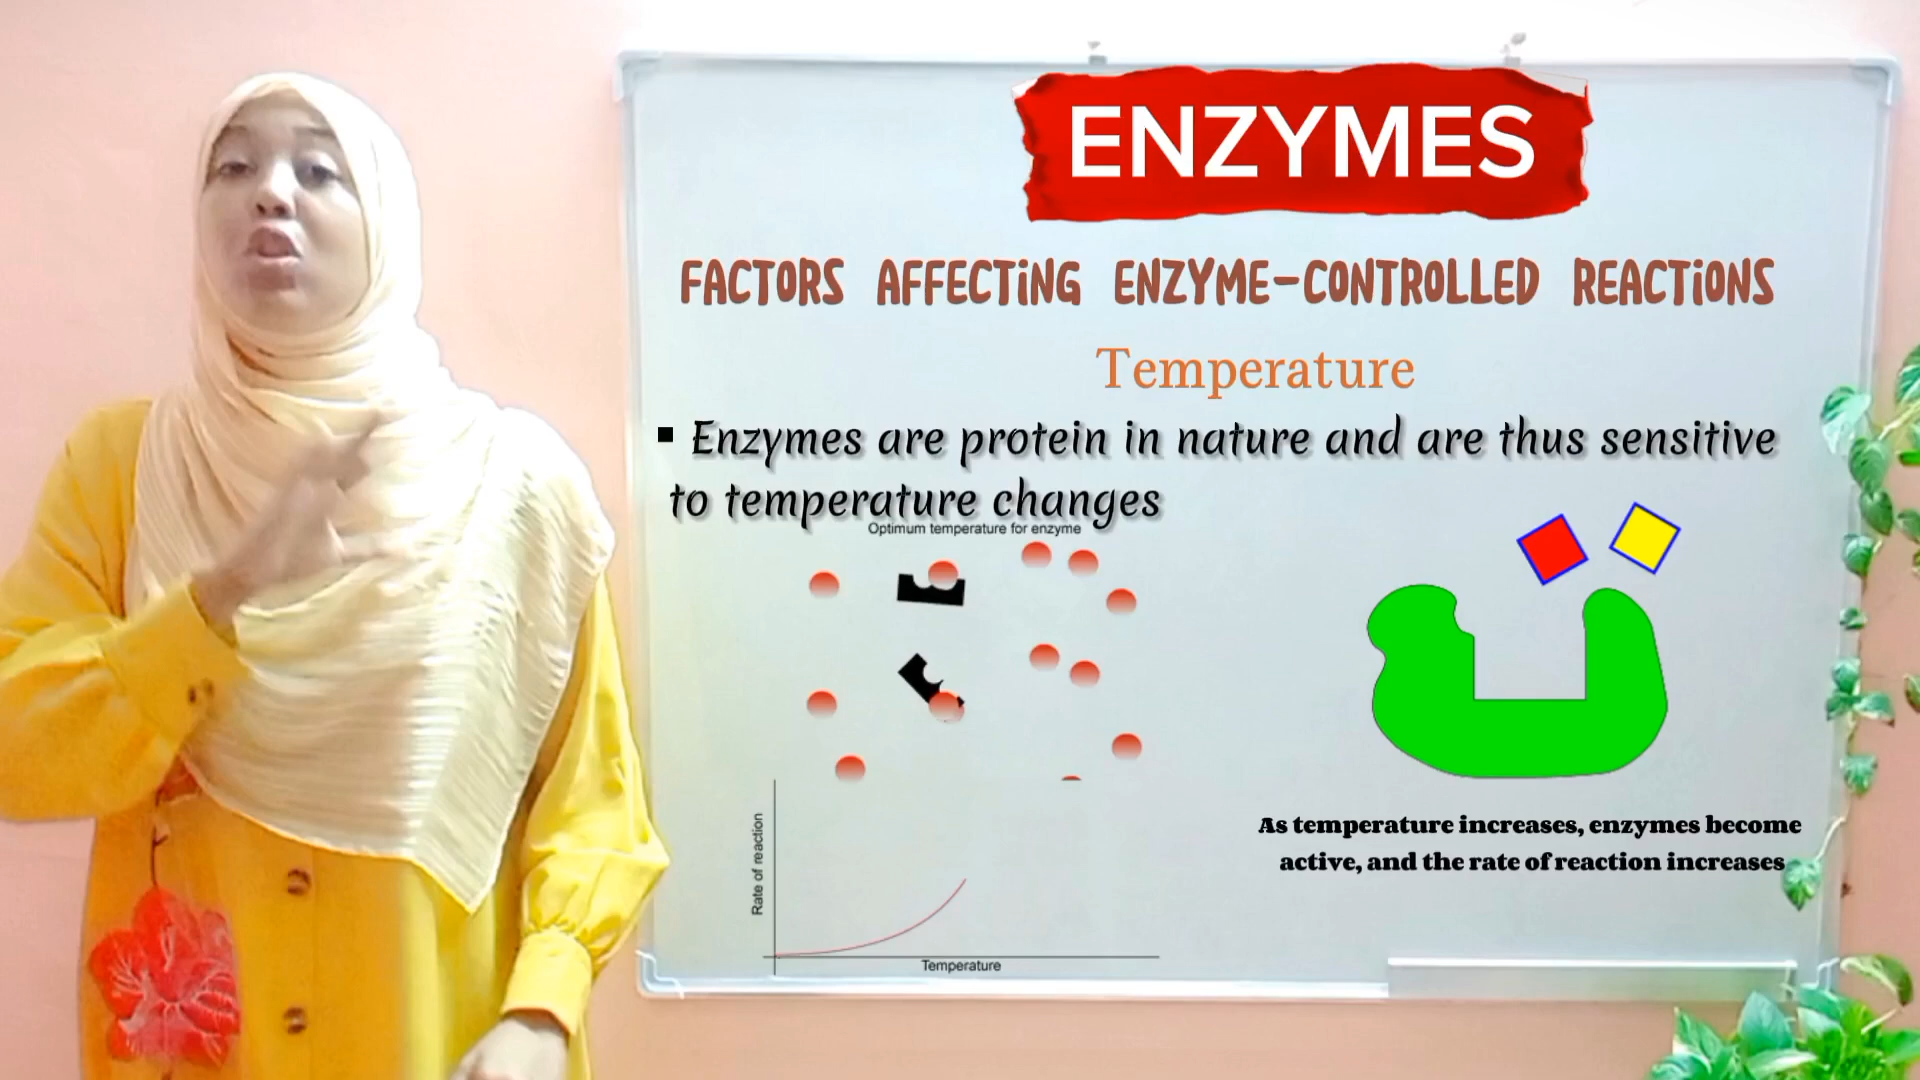 ENZYMES
FACTORS AFFECTING ENZYME-CONTROLLED REACTIONS
Temperature
▪ Enzymes are protein in nature and are thus sensitive
to temperature changes
Optimum temperature for enzyme
Rate of reaction
Temperature
As temperature increases, enzymes become
active, and the rate of reaction increases